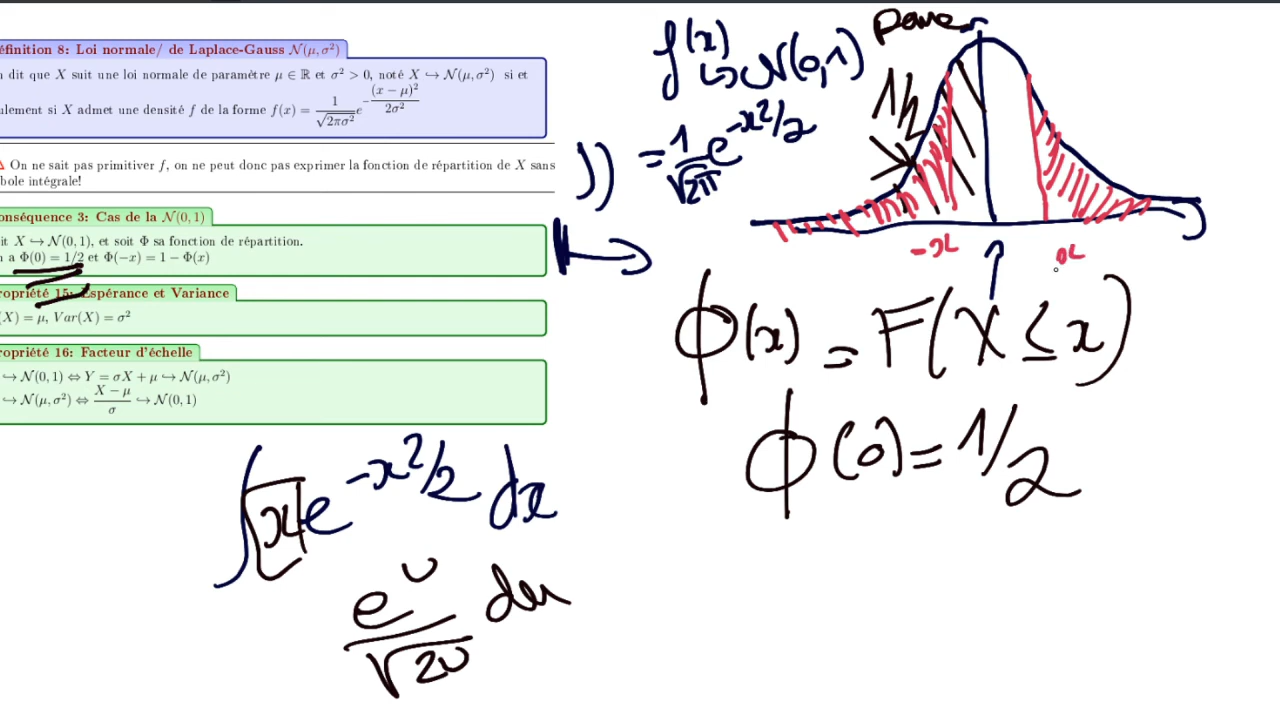 éfinition 8: Loi normale/ de Laplace-Gauss N(μ, σ²)
dit que X suit une loi normale de paramètre μ ∈ ℝ et σ² > 0, noté X ↪ N(μ, σ²) si et
lement si X admet une densité f de la forme f(x) = 1/√(2πσ²) e^(-(x − μ)²/(2σ²))
On ne sait pas primitiver f, on ne peut donc pas exprimer la fonction de répartition de X sans
bole intégrale!
onséquence 3: Cas de la N(0, 1)
it X ↪ N(0, 1), et soit Φ sa fonction de répartition.
a Φ(0) = 1/2 et Φ(−x) = 1 − Φ(x)
ropriété 15: Espérance et Variance
(X) = μ, Var(X) = σ²
ropriété 16: Facteur d'échelle
↪ N(0, 1) ⇔ Y = σX + μ ↪ N(μ, σ²)
↪ N(μ, σ²) ⇔ (X − μ)/σ ↪ N(0, 1)
f(x)
↪ N(0,1)
= 1/√(2π) e^(-x²/2)
1/2
-x
x
Φ(x) = F(X ≤ x)
Φ(0) = 1/2
∫ x e^(-x²/2) dx
e^u/√(2u) du